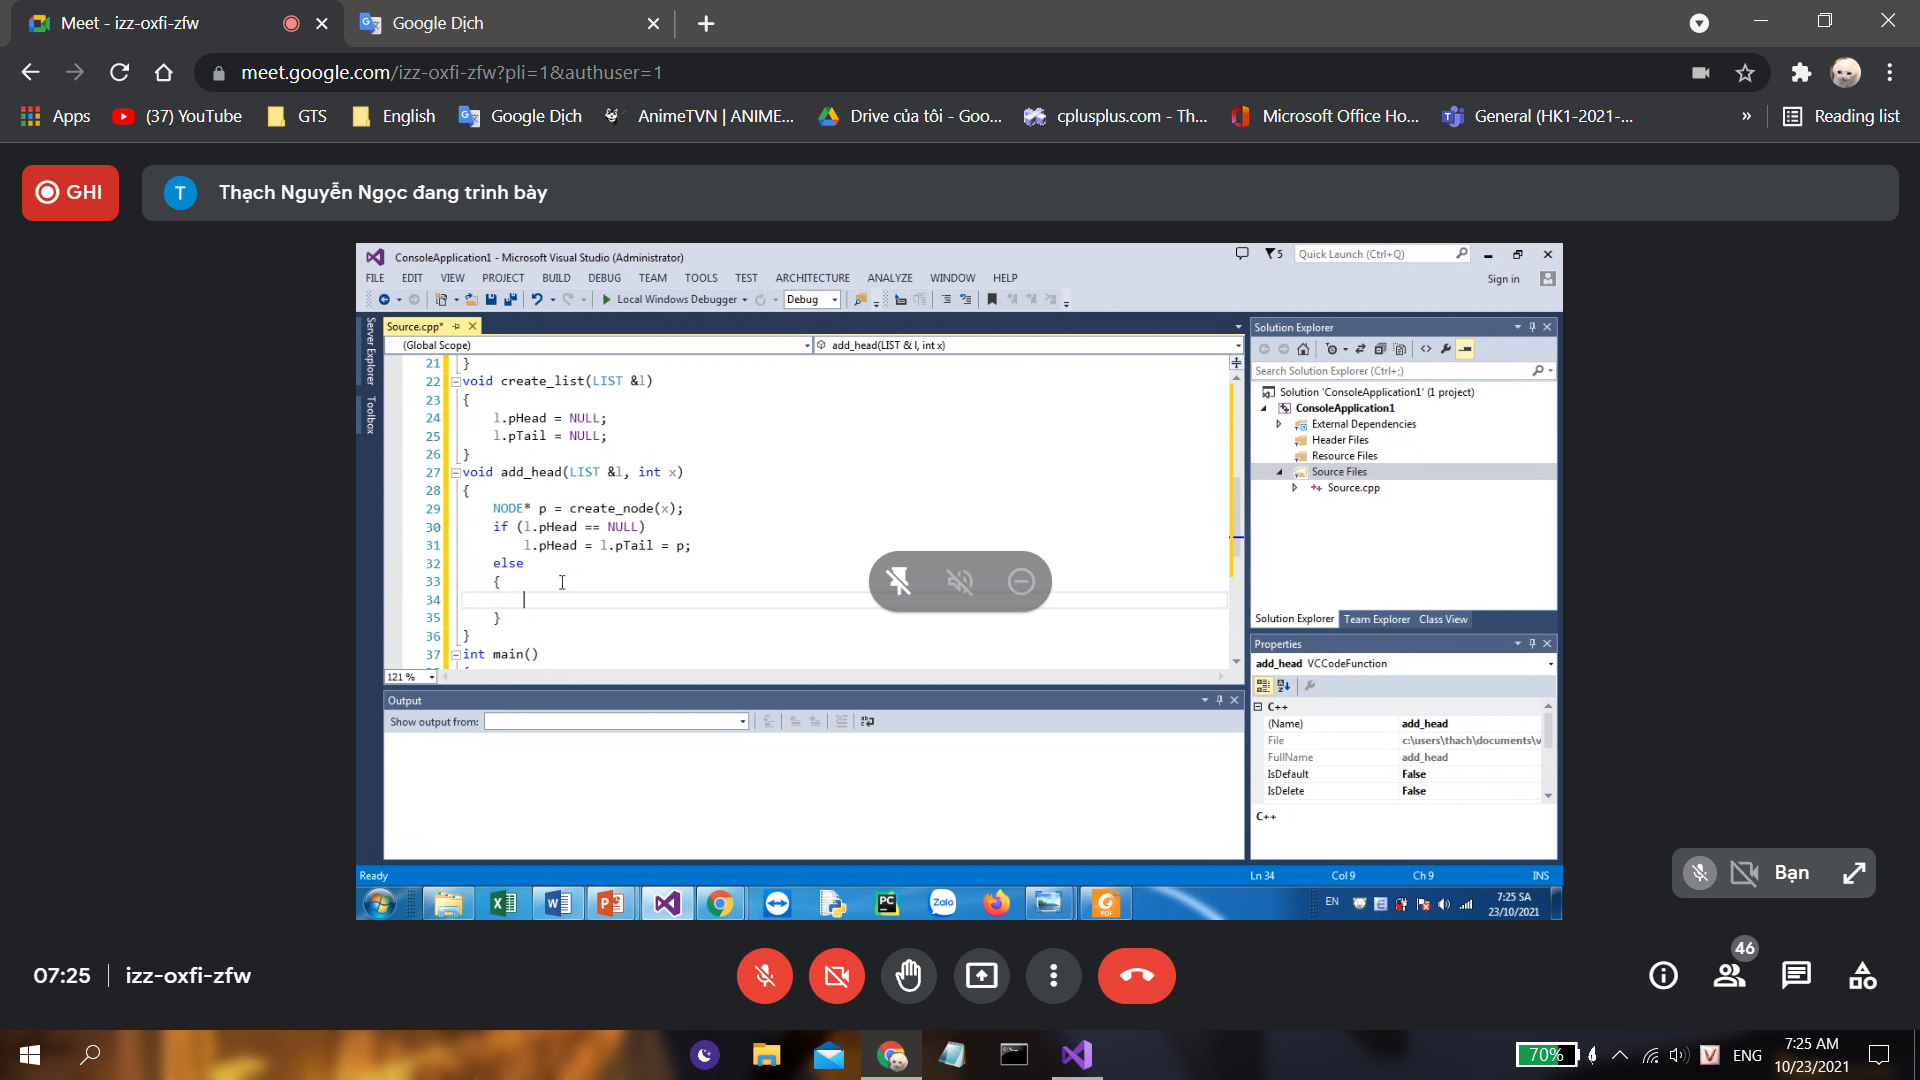 Meet - izz-oxfi-zfw
Google Dịch
meet.google.com/izz-oxfi-zfw?pli=1&authuser=1
Apps
(37) YouTube
GTS
English
Google Dịch
AnimeTVN | ANIME...
Drive của tôi - Goo...
cplusplus.com - Th...
Microsoft Office Ho...
General (HK1-2021-...
»
Reading list
GHI
T
Thạch Nguyễn Ngọc đang trình bày
ConsoleApplication1 - Microsoft Visual Studio (Administrator)
5
Quick Launch (Ctrl+Q)
FILE EDIT VIEW PROJECT BUILD DEBUG TEAM TOOLS TEST ARCHITECTURE ANALYZE WINDOW HELP
Sign in
Local Windows Debugger
Debug
Server Explorer
Toolbox
Source.cpp*
(Global Scope)
add_head(LIST & l, int x)
21 }
22 void create_list(LIST &l)
23 {
24 l.pHead = NULL;
25 l.pTail = NULL;
26 }
27 void add_head(LIST &l, int x)
28 {
29 NODE* p = create_node(x);
30 if (l.pHead == NULL)
31 l.pHead = l.pTail = p;
32 else
33 {
34
35 }
36 }
37 int main()
121 %
Output
Show output from:
Solution Explorer
Search Solution Explorer (Ctrl+;)
Solution 'ConsoleApplication1' (1 project)
ConsoleApplication1
External Dependencies
Header Files
Resource Files
Source Files
Source.cpp
Solution Explorer Team Explorer Class View
Properties
add_head VCCodeFunction
C++
(Name) add_head
File c:\users\thach\documents\v
FullName add_head
IsDefault False
IsDelete False
C++
Ready
Ln 34 Col 9 Ch 9 INS
PC
Zalo
PDF
EN
7:25 SA
23/10/2021
Bạn
07:25
izz-oxfi-zfw
46
70%
V
ENG
7:25 AM
10/23/2021